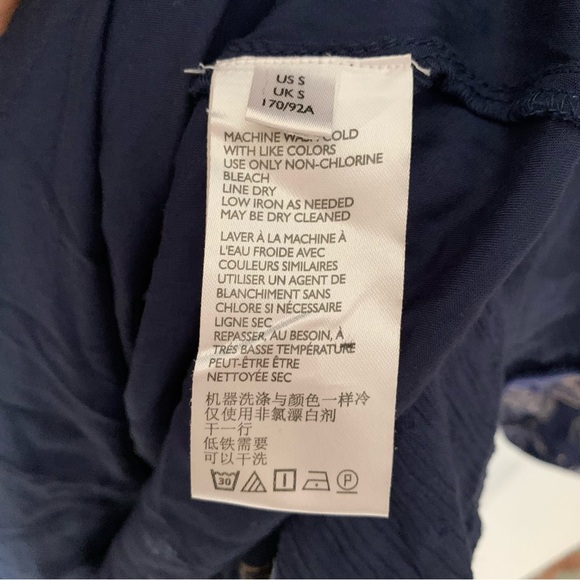 US S
UK S
170/92A
MACHINE WASH COLD
WITH LIKE COLORS
USE ONLY NON-CHLORINE
BLEACH
LINE DRY
LOW IRON AS NEEDED
MAY BE DRY CLEANED
LAVER À LA MACHINE À
L'EAU FROIDE AVEC
COULEURS SIMILAIRES
UTILISER UN AGENT DE
BLANCHIMENT SANS
CHLORE SI NÉCESSAIRE
LIGNE SEC
REPASSER, AU BESOIN, À
TRÈS BASSE TEMPÉRATURE
PEUT-ÊTRE ÊTRE
NETTOYÉE SEC
机器洗涤与颜色一样冷
仅使用非氯漂白剂
干一行
低铁需要
可以干洗
30 P